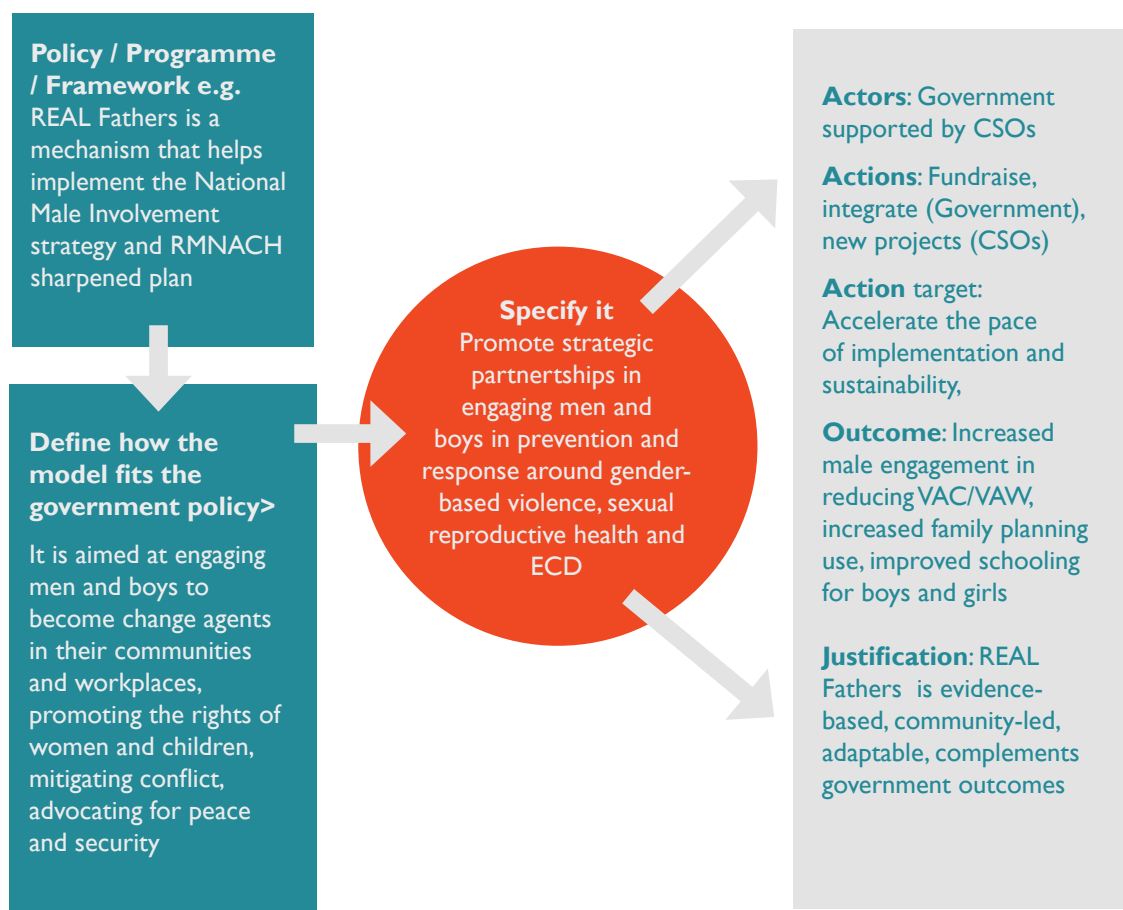 Policy / Programme
/ Framework e.g.
REAL Fathers is a
mechanism that helps
implement the National
Male Involvement
strategy and RMNACH
sharpened plan
Define how the
model fits the
government policy>
It is aimed at engaging
men and boys to
become change agents
in their communities
and workplaces,
promoting the rights of
women and children,
mitigating conflict,
advocating for peace
and security
Specify it
Promote strategic
partnertships in
engaging men and
boys in prevention and
response around gender-
based violence, sexual
reproductive health and
ECD
Actors: Government
supported by CSOs
Actions: Fundraise,
integrate (Government),
new projects (CSOs)
Action target:
Accelerate the pace
of implementation and
sustainability,
Outcome: Increased
male engagement in
reducing VAC/VAW,
increased family planning
use, improved schooling
for boys and girls
Justification: REAL
Fathers is evidence-
based, community-led,
adaptable, complements
government outcomes